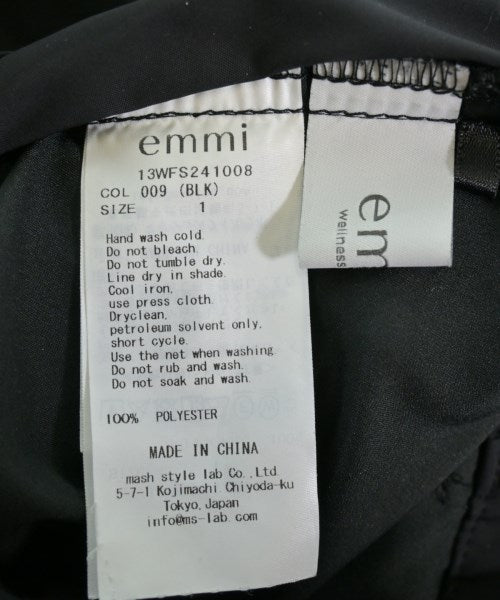 emmi
13WFS241008
COL 009 (BLK)
SIZE 1
Hand wash cold.
Do not bleach.
Do not tumble dry.
Line dry in shade.
Cool iron,
use press cloth.
Dryclean,
petroleum solvent only,
short cycle.
Use the net when washing.
Do not rub and wash.
Do not soak and wash.
100% POLYESTER
MADE IN CHINA
mash style lab Co., Ltd.
5-7-1 Kojimachi, Chiyoda-ku
Tokyo, Japan
info@ms-lab.com
em
wellness